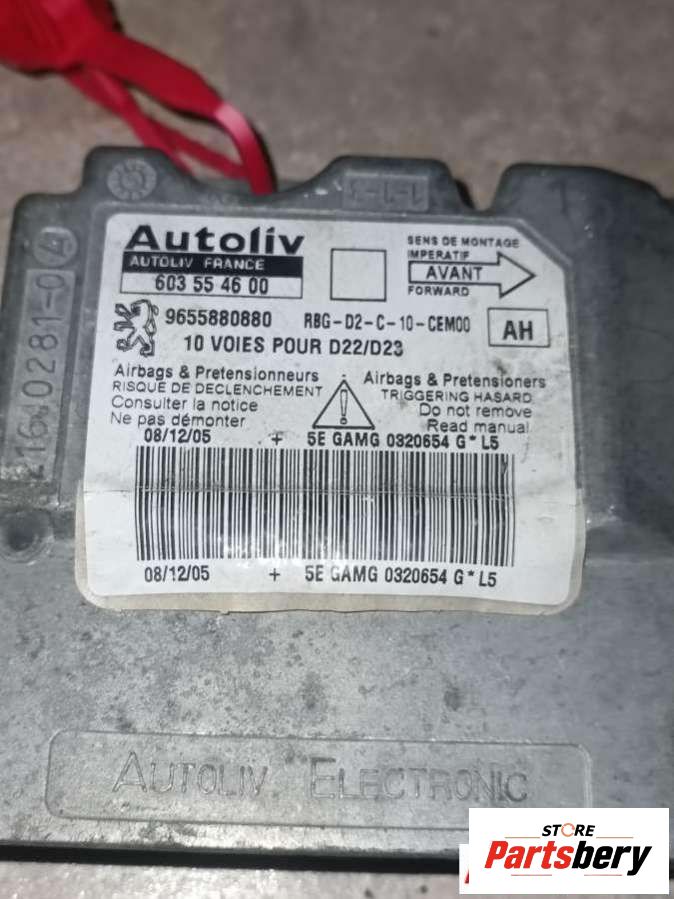 1-1-3
Autoliv
AUTOLIV FRANCE
603 55 46 00
SENS DE MONTAGE
IMPERATIF
AVANT
FORWARD
9655880880 RBG-D2-C-10-CEM00 AH
10 VOIES POUR D22/D23
Airbags & Pretensionneurs
RISQUE DE DECLENCHEMENT
Consulter la notice
Ne pas démonter
!
Airbags & Pretensioners
TRIGGERING HASARD
Do not remove
Read manual
08/12/05 + 5E GAMG 0320654 G*L5
08/12/05 + 5E GAMG 0320654 G*L5
A
AUTOLIV ELECTRONIC
STORE
Partsbery